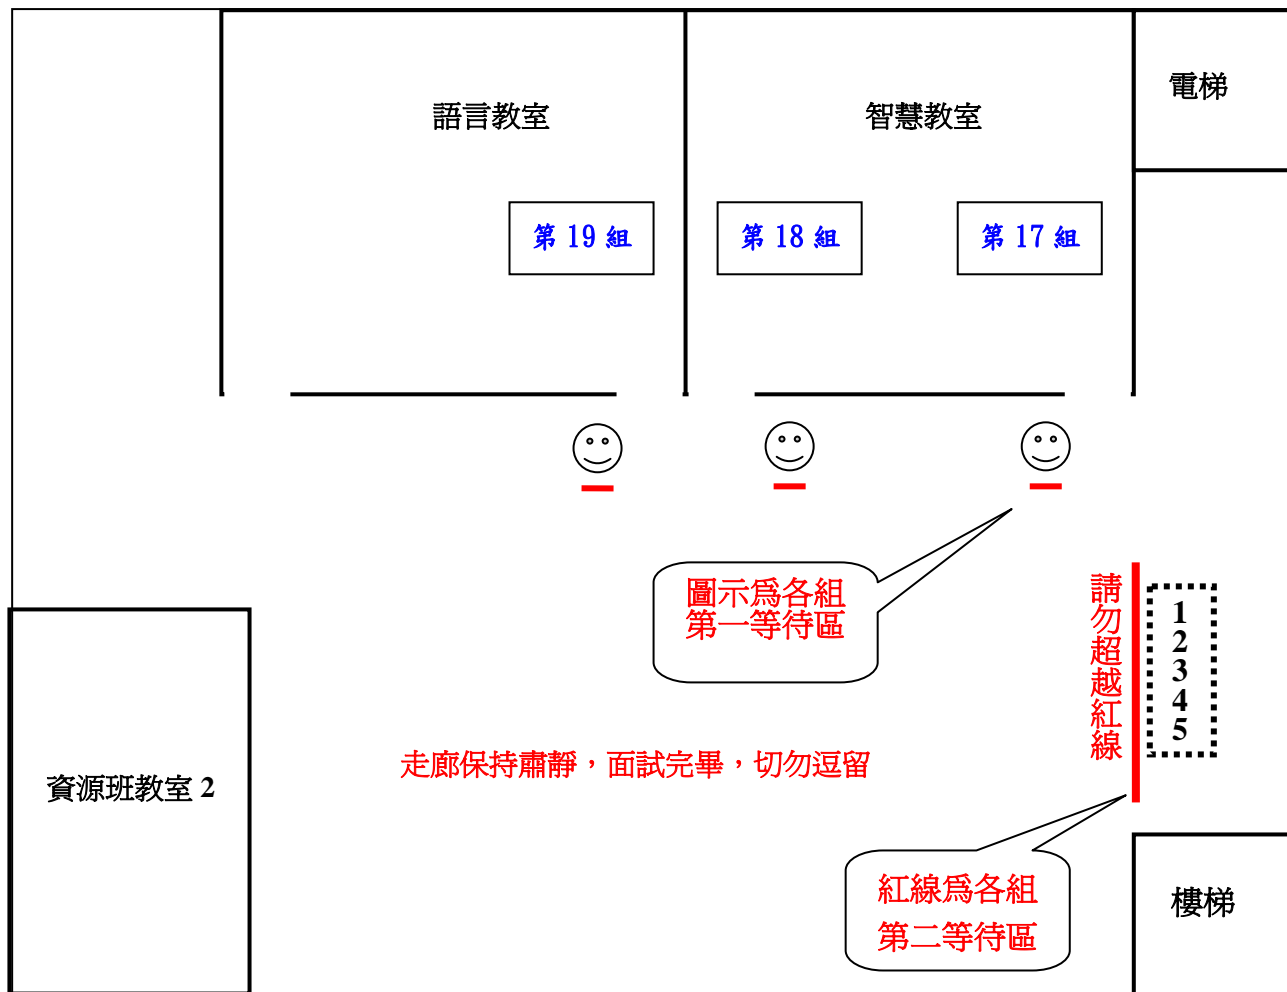 電梯
語言教室
智慧教室
第 19 組
第 18 組
第 17 組
圖示為各組
第一等待區
請勿超越紅線
1
2
3
4
5
走廊保持肅靜，面試完畢，切勿逗留
資源班教室 2
紅線為各組
第二等待區
樓梯